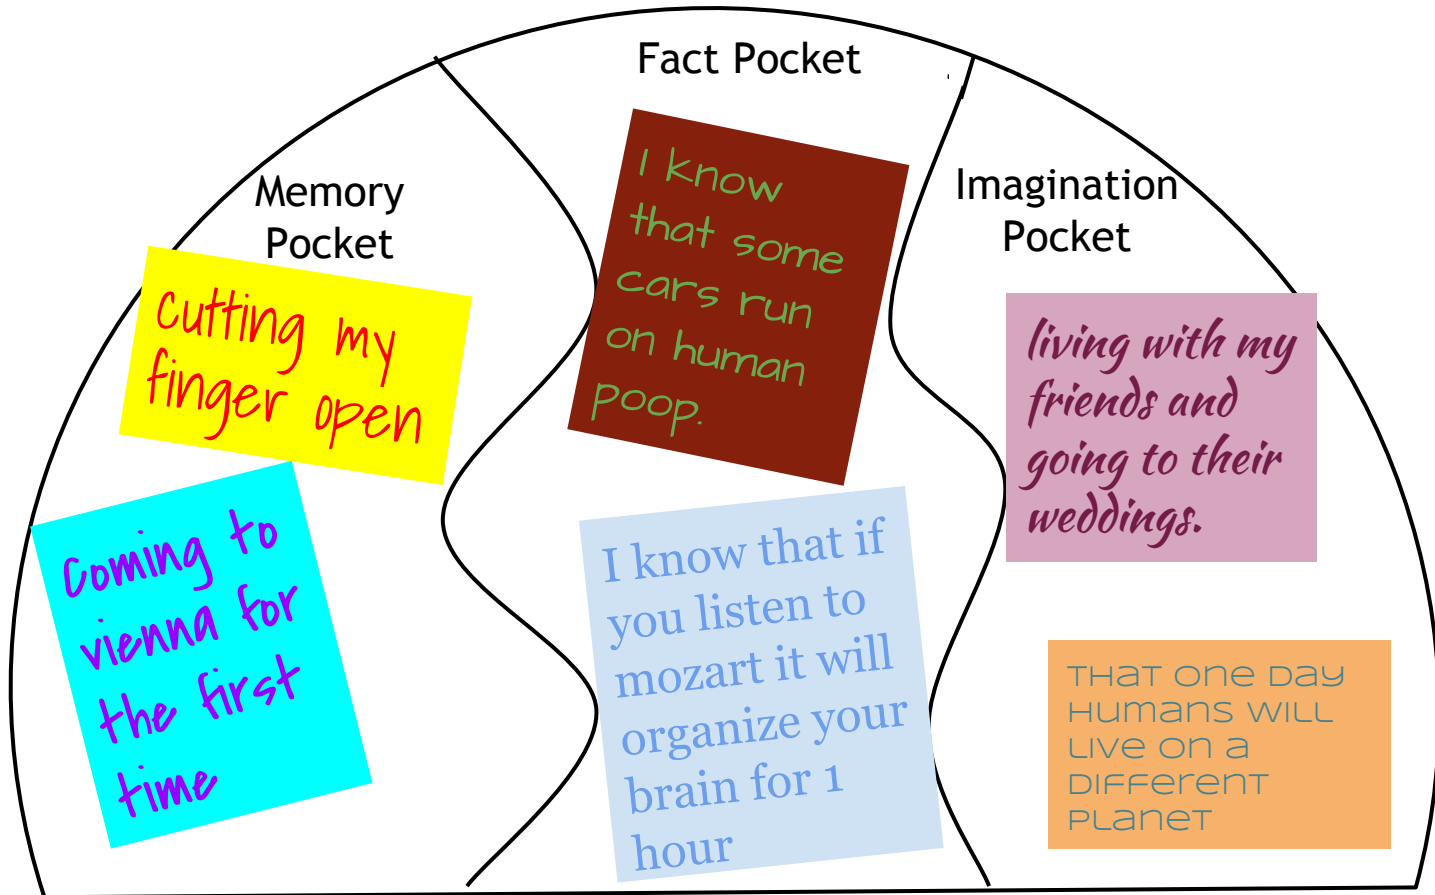 Memory
Pocket
cutting my
finger open
Coming to
vienna for
the first
time
Fact Pocket
I know
that some
cars run
on human
poop.
I know that if
you listen to
mozart it will
organize your
brain for 1
hour
Imagination
Pocket
living with my
friends and
going to their
weddings.
THAT ONE DAY
HUMANS WILL
LIVE ON A
DIFFERENT
PLANET